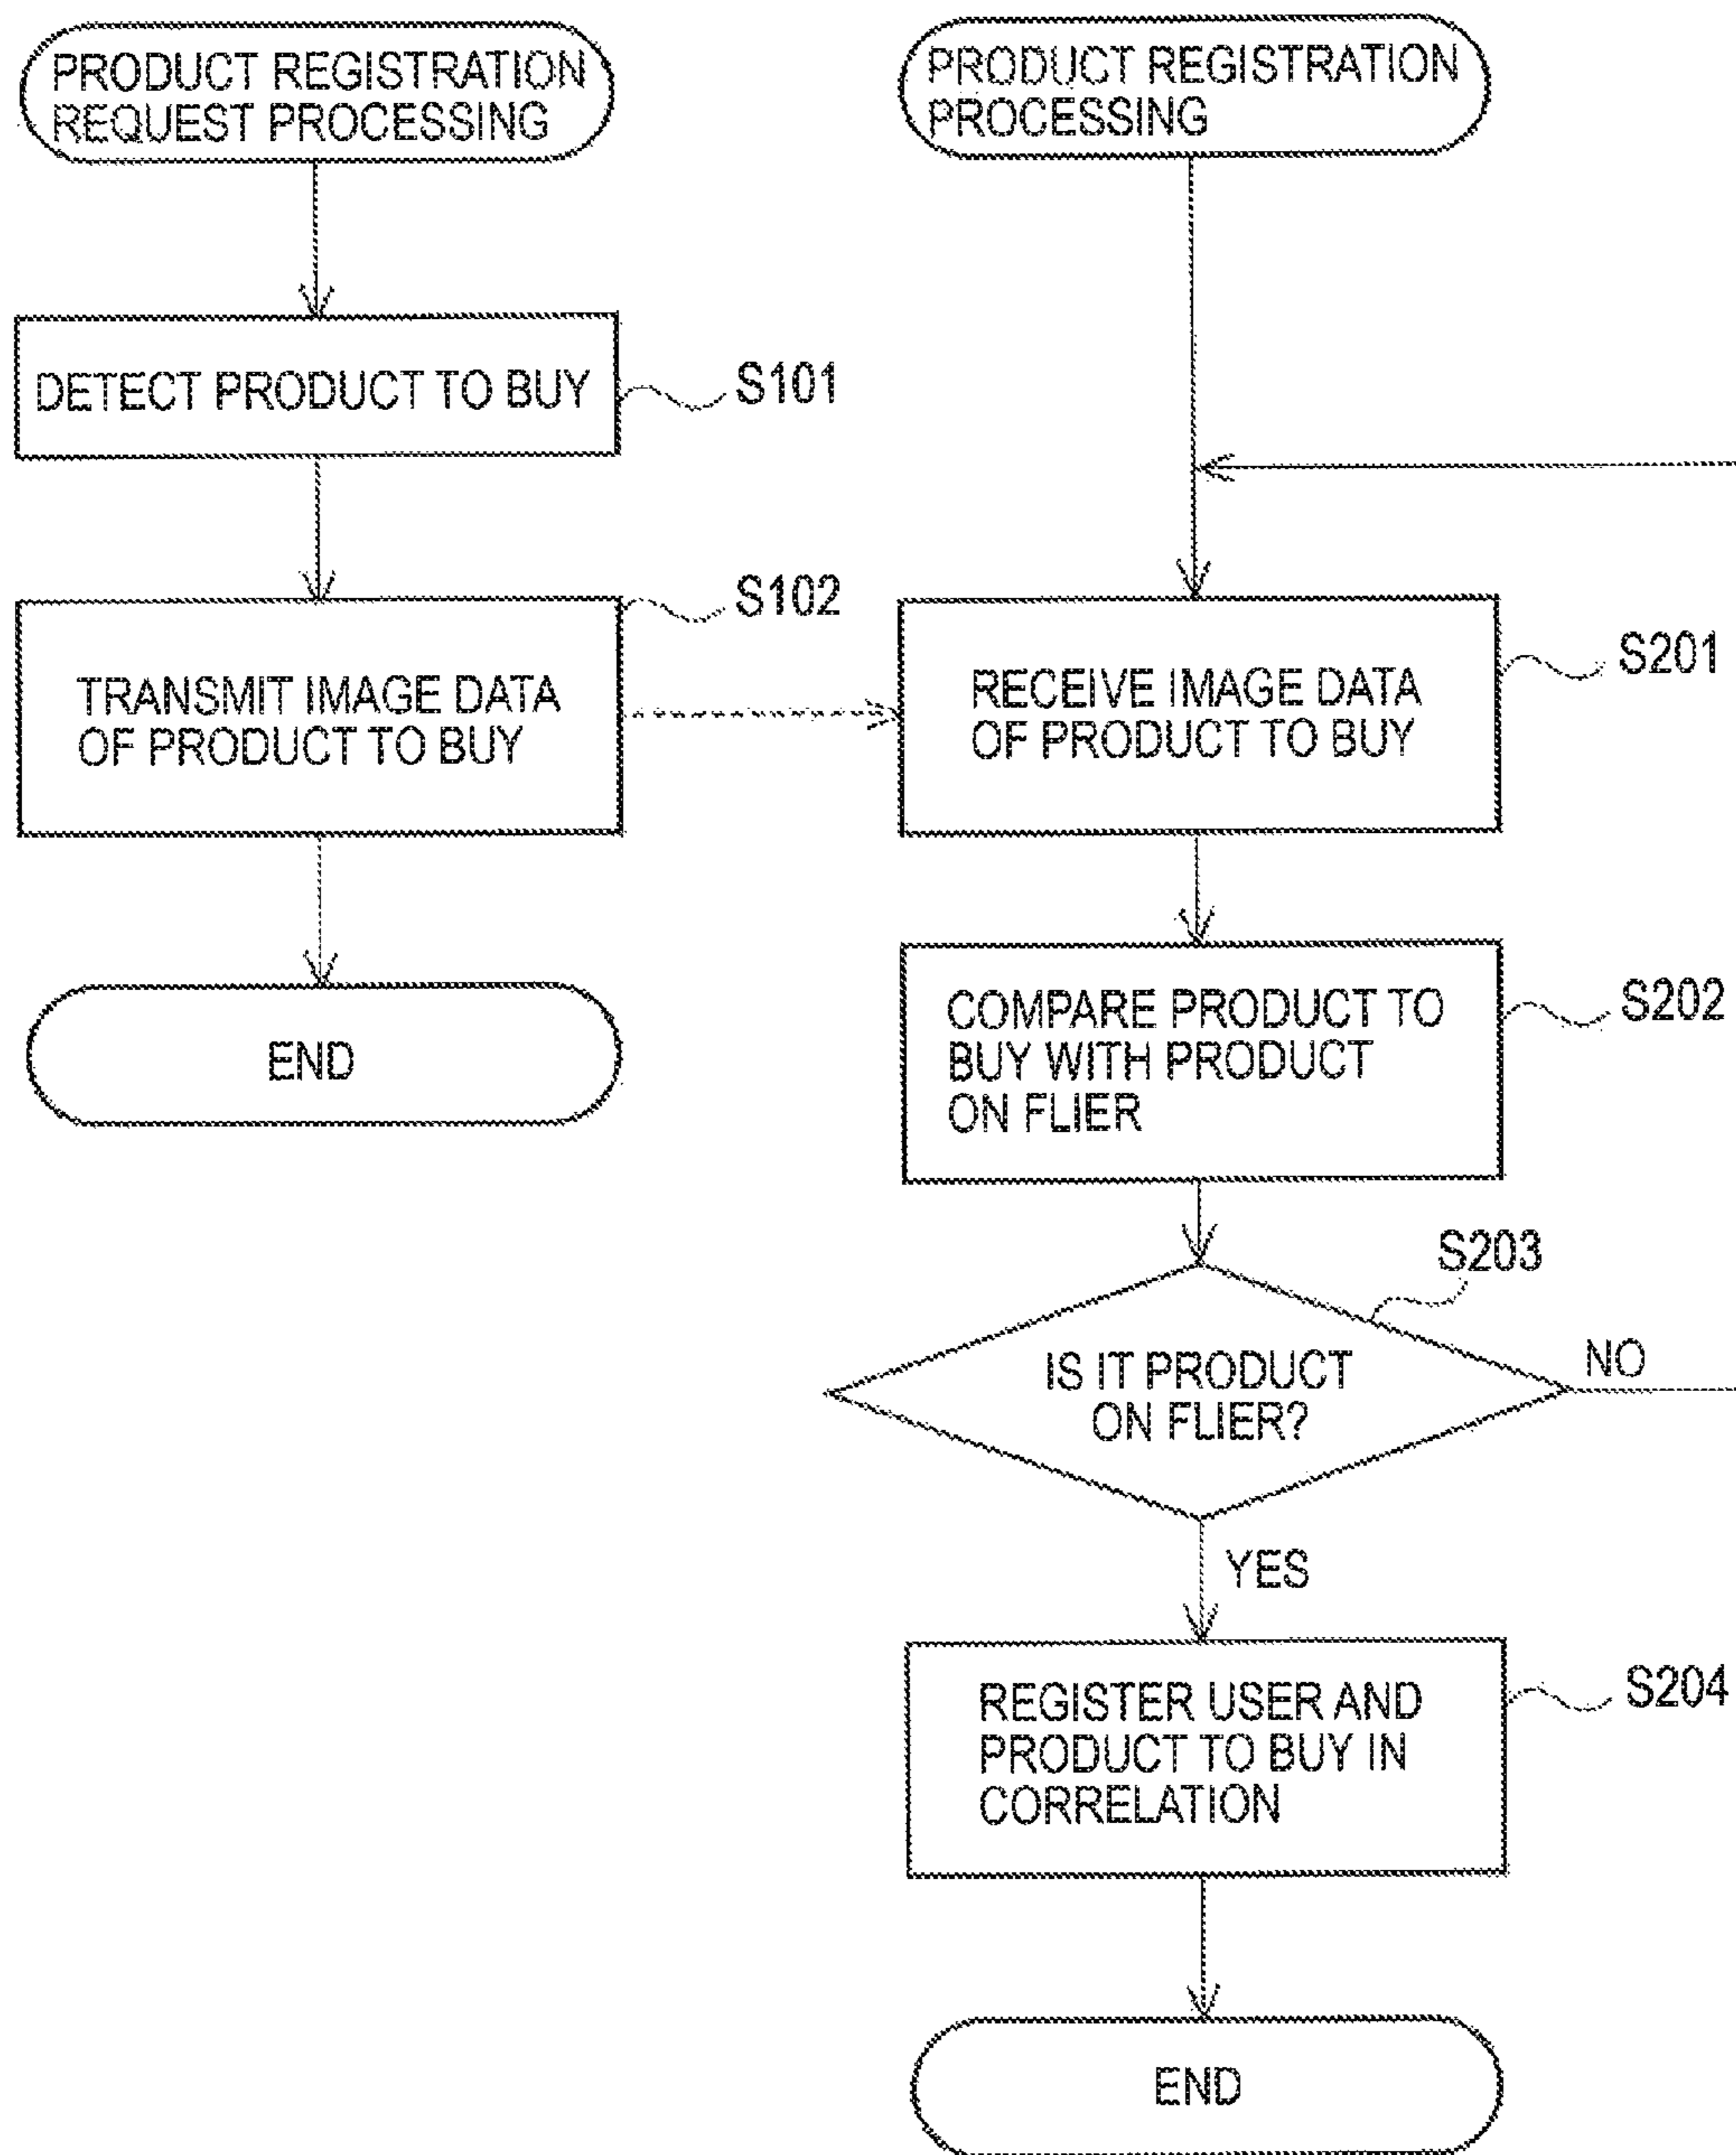 PRODUCT REGISTRATION
REQUEST PROCESSING
DETECT PRODUCT TO BUY
S101
S102
TRANSMIT IMAGE DATA
OF PRODUCT TO BUY
END
PRODUCT REGISTRATION
PROCESSING
RECEIVE IMAGE DATA
OF PRODUCT TO BUY
S201
COMPARE PRODUCT TO
BUY WITH PRODUCT
ON FLIER
S202
S203
IS IT PRODUCT
ON FLIER?
NO
YES
REGISTER USER AND
PRODUCT TO BUY IN
CORRELATION
S204
END